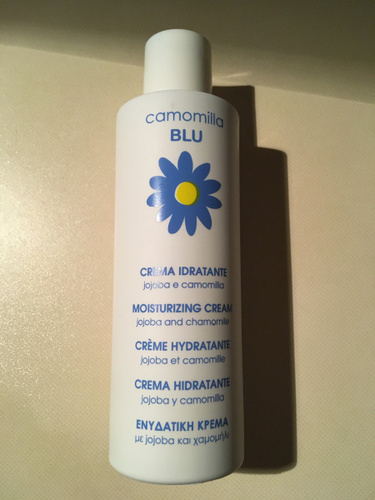 camomilla
BLU
CREMA IDRATANTE
jojoba e camomilla
MOISTURIZING CREAM
jojoba and chamomile
CRÈME HYDRATANTE
jojoba et camomille
CREMA HIDRATANTE
jojoba y camomilla
ΕΝΥΔΑΤΙΚΗ ΚΡΕΜΑ
με jojoba και χαμομήλι